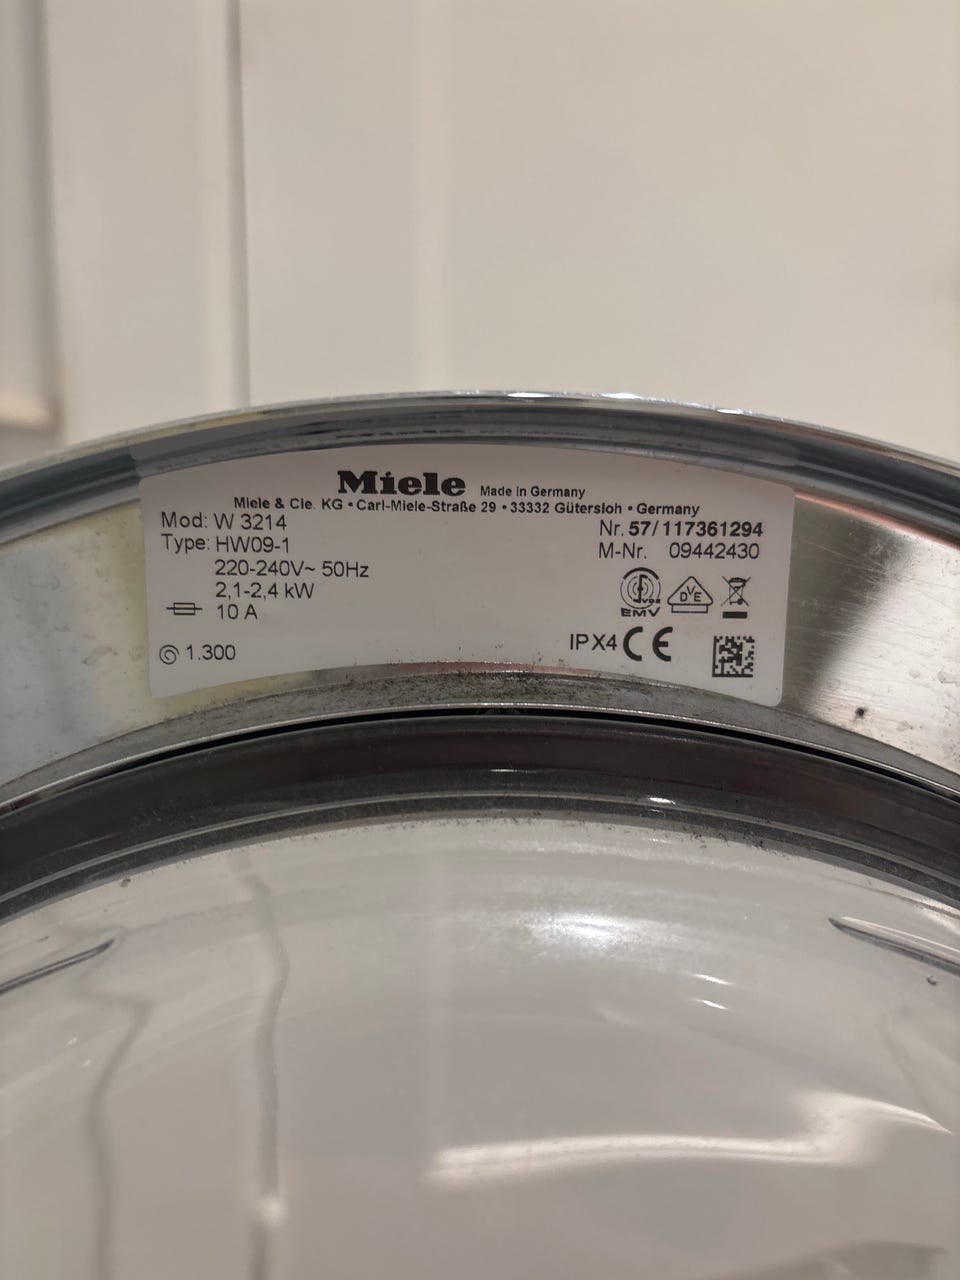 Miele Made in Germany
Miele & Cie. KG • Carl-Miele-Straße 29 • 33332 Gütersloh • Germany
Mod: W 3214
Nr. 57/117361294
Type: HW09-1
M-Nr. 09442430
220-240V~ 50Hz
2,1-2,4 kW
10 A
VDE
EMV
DVE
1.300
IPX4 CE